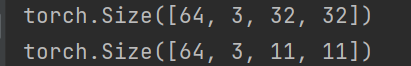 torch.Size([64, 3, 32, 32])
torch.Size([64, 3, 11, 11])